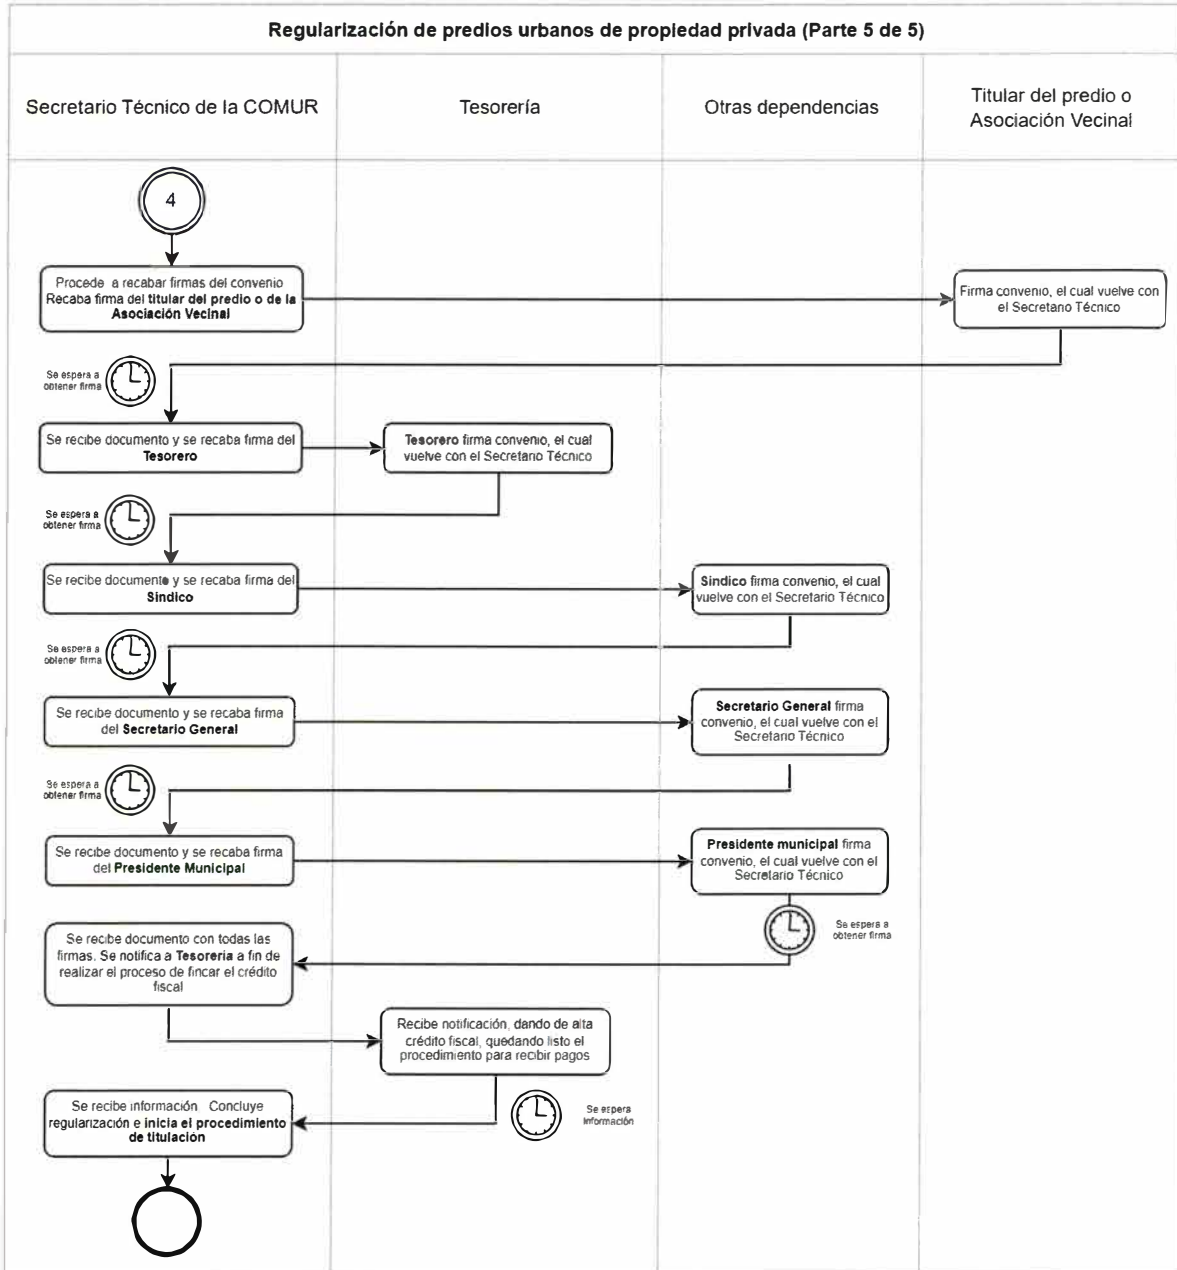 Regularización de predios urbanos de propiedad privada (Parte 5 de 5)
Secretario Técnico de la COMUR
Tesorería
Otras dependencias
Titular del predio o
Asociación Vecinal
4
Procede a recabar firmas del convenio
Recaba firma del titular del predio o de la
Asociación Vecinal
Firma convenio, el cual vuelve con
el Secretario Técnico
Se espera a
obtener firma
Se recibe documento y se recaba firma del
Tesorero
Tesorero firma convenio, el cual
vuelve con el Secretario Técnico
Se espera a
obtener firma
Se recibe documento y se recaba firma del
Sindico
Sindico firma convenio, el cual
vuelve con el Secretario Técnico
Se espera a
obtener firma
Se recibe documento y se recaba firma
del Secretario General
Secretario General firma
convenio, el cual vuelve con el
Secretario Técnico
Se espera a
obtener firma
Se recibe documento y se recaba firma
del Presidente Municipal
Presidente municipal firma
convenio, el cual vuelve con el
Secretario Técnico
Se espera a
obtener firma
Se recibe documento con todas las
firmas. Se notifica a Tesorería a fin de
realizar el proceso de fincar el crédito
fiscal
Recibe notificación, dando de alta
crédito fiscal, quedando listo el
procedimiento para recibir pagos
Se espera
información
Se recibe información Concluye
regularización e inicia el procedimiento
de titulación